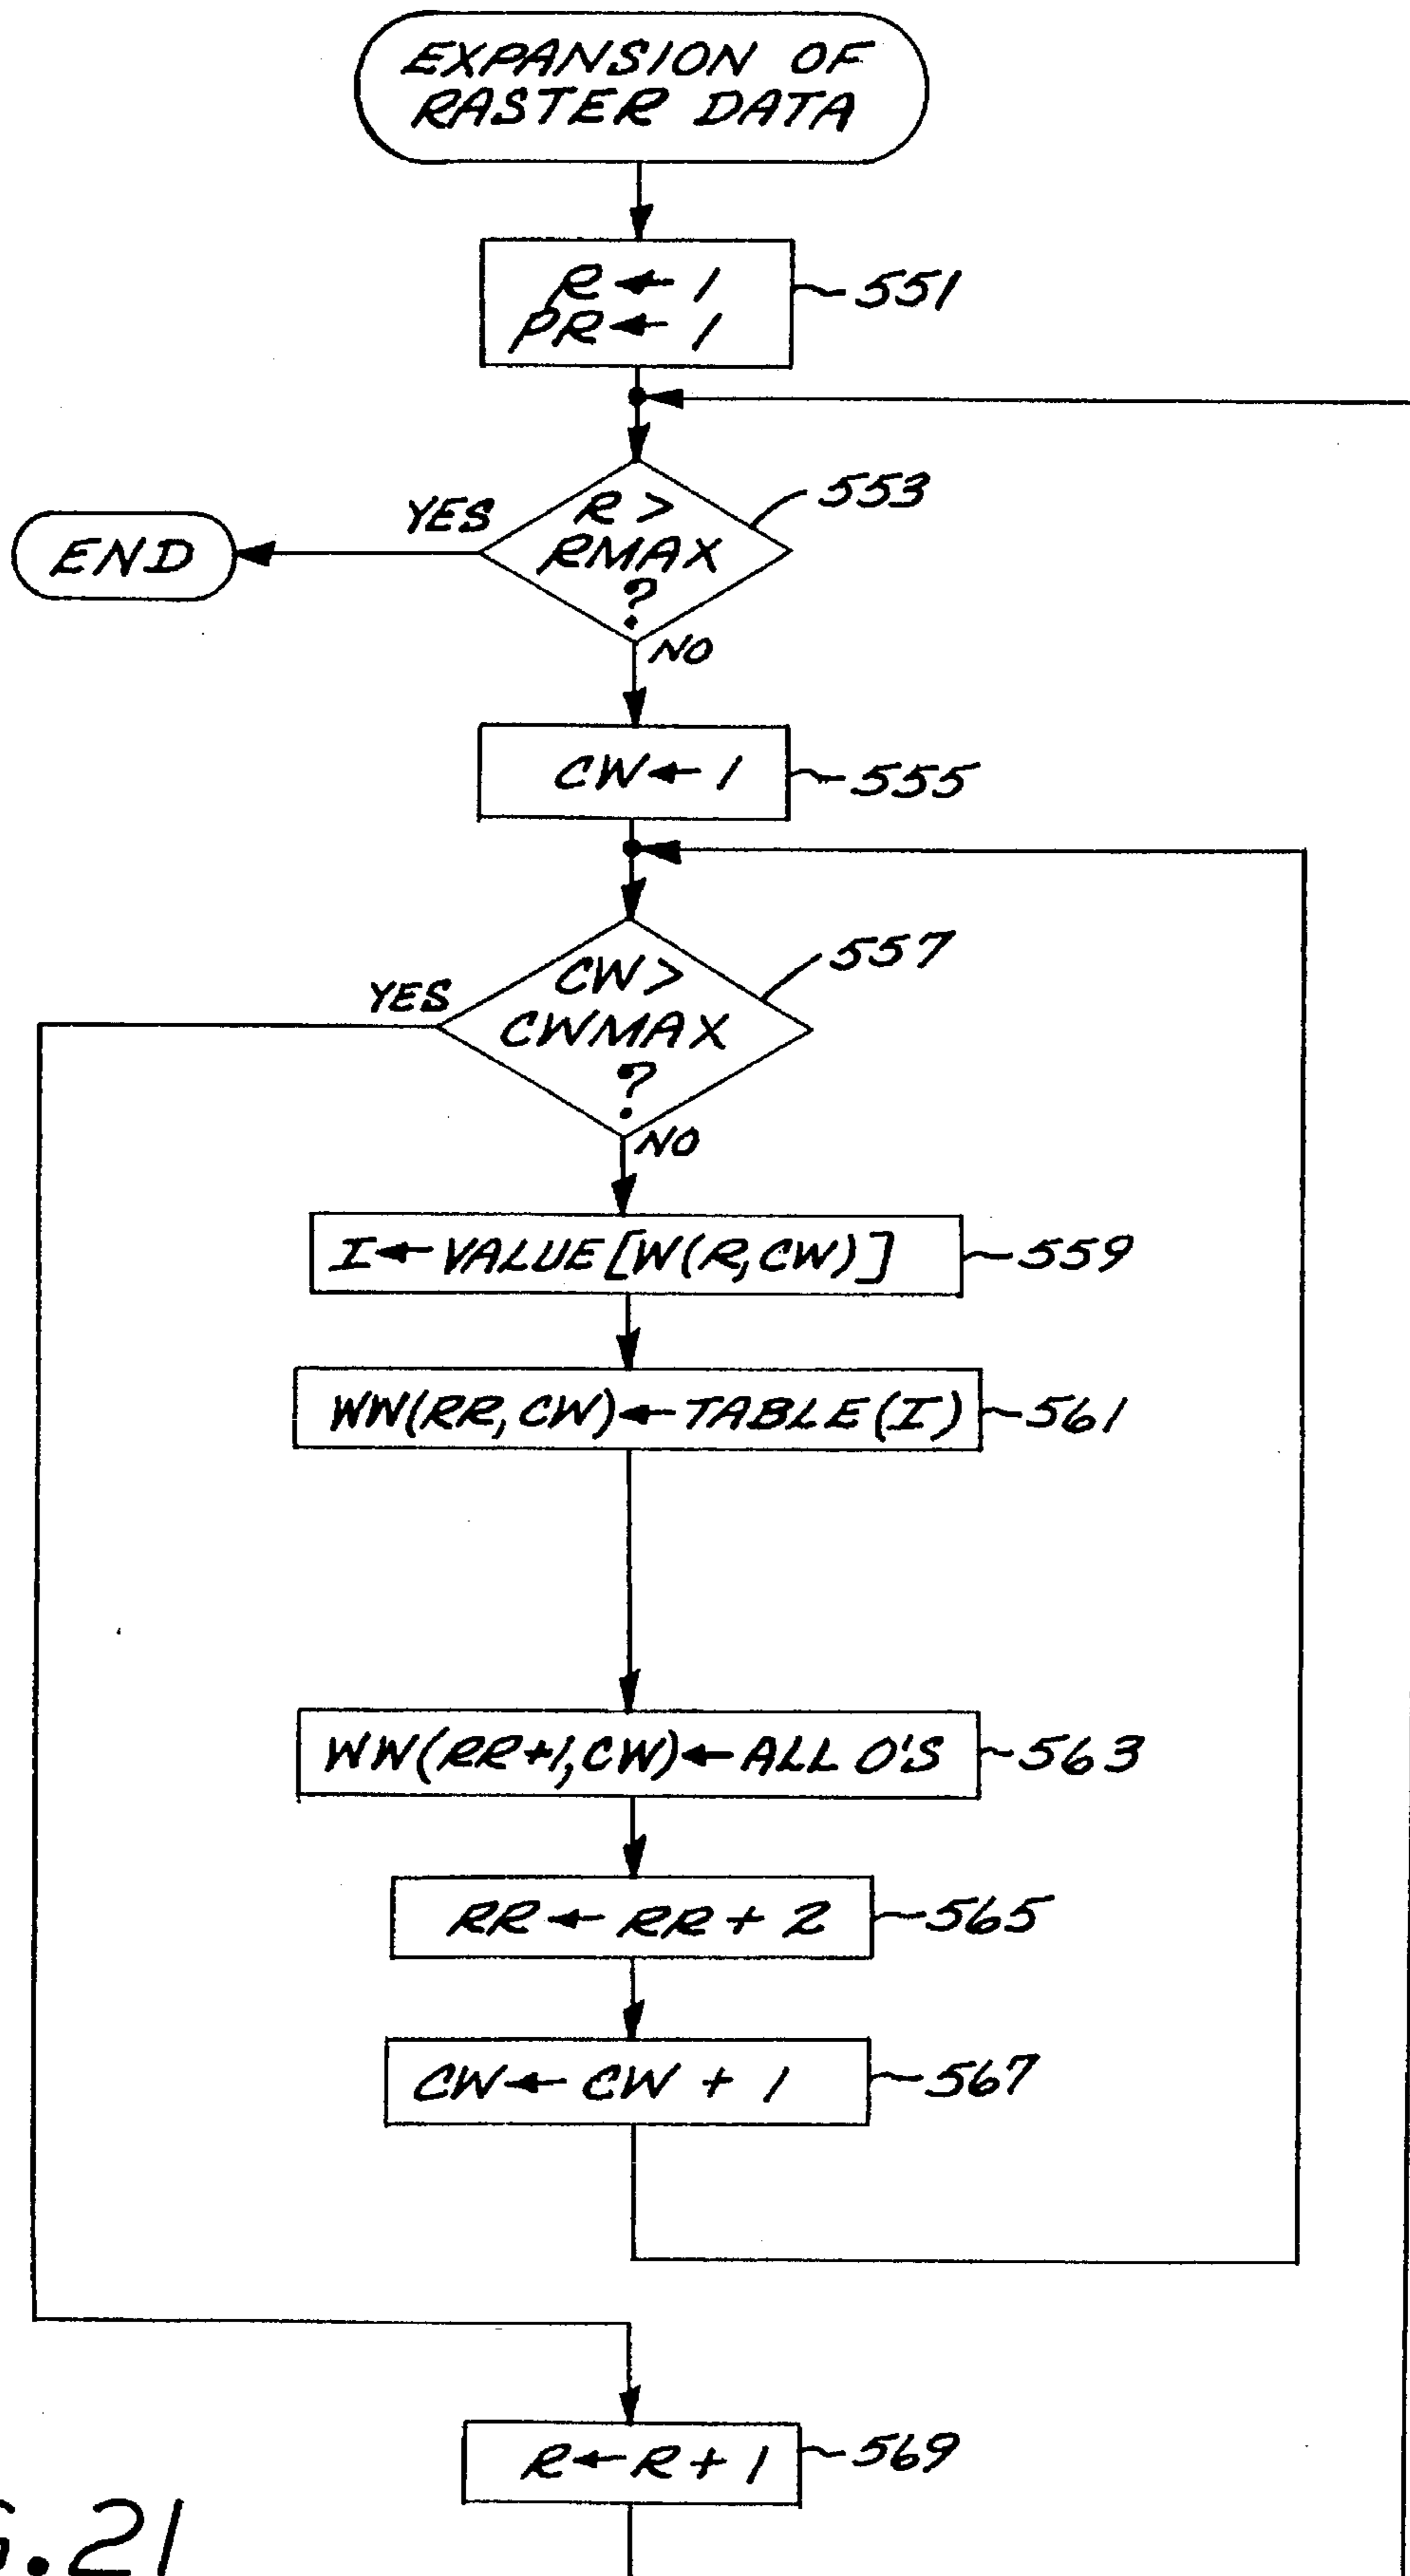 EXPANSION OF
RASTER DATA
R ← 1
PR ← 1
551
R >
RMAX
?
553
YES
END
NO
CW ← 1
555
CW >
CWMAX
?
557
YES
NO
I ← VALUE [W(R,CW)]
559
WW(RR,CW) ← TABLE(I)
561
WW(RR+1,CW) ← ALL O'S
563
RR ← RR + 2
565
CW ← CW + 1
567
R ← R + 1
569
G.21